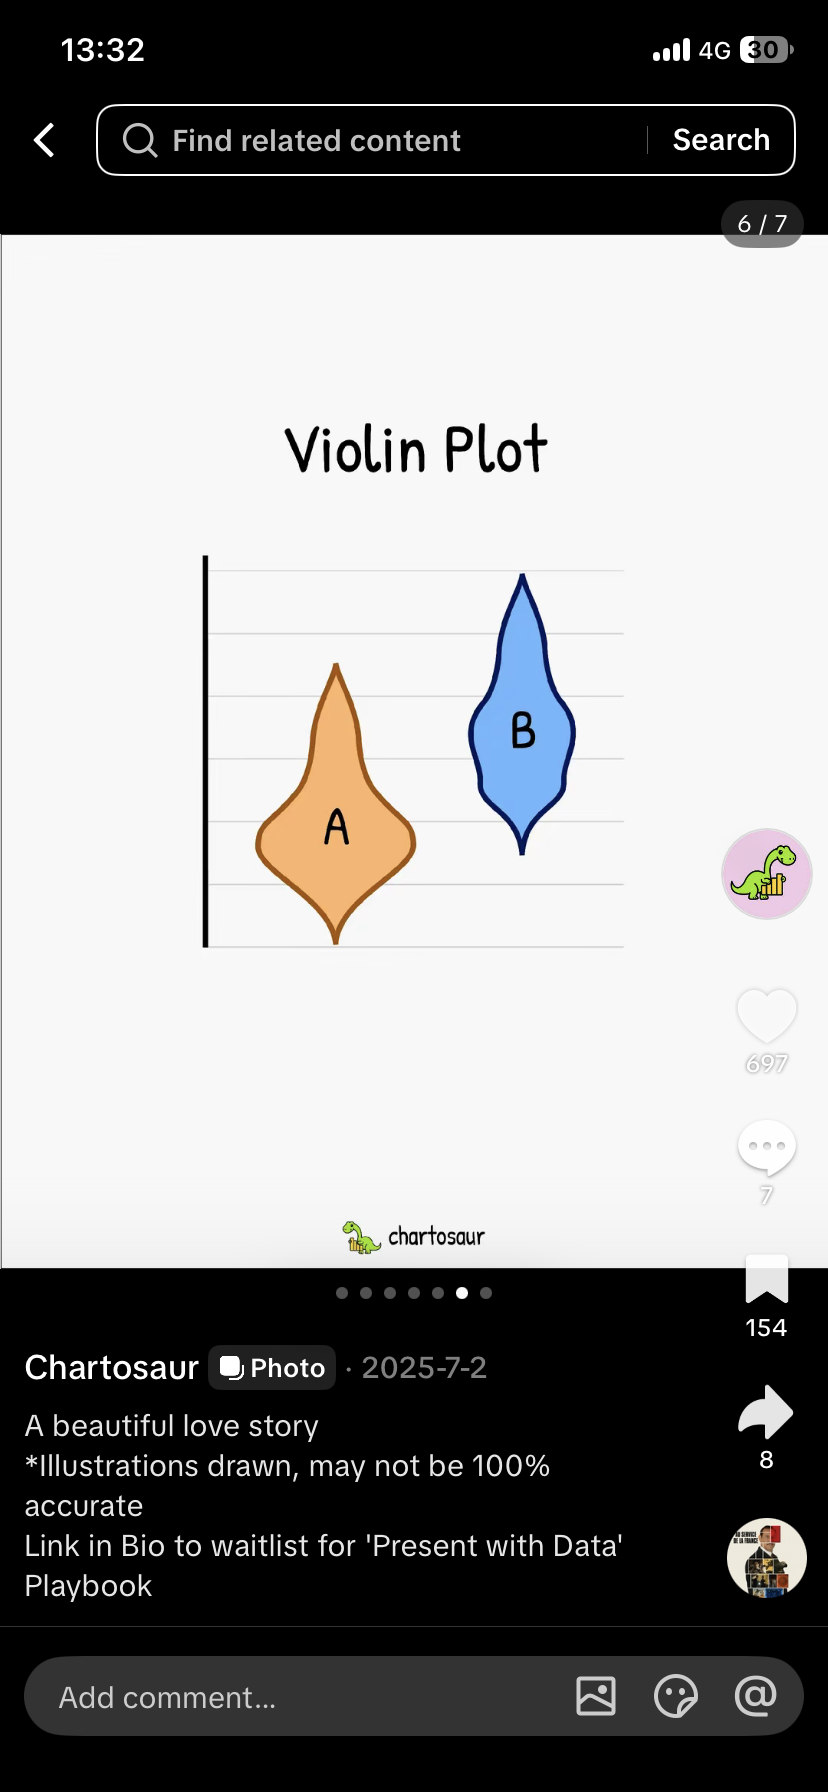 13:32
4G
30
Find related content
Search
6 / 7
Violin Plot
A
B
697
7
chartosaur
154
Chartosaur Photo · 2025-7-2
A beautiful love story
*Illustrations drawn, may not be 100%
accurate
Link in Bio to waitlist for 'Present with Data'
Playbook
8
Add comment...